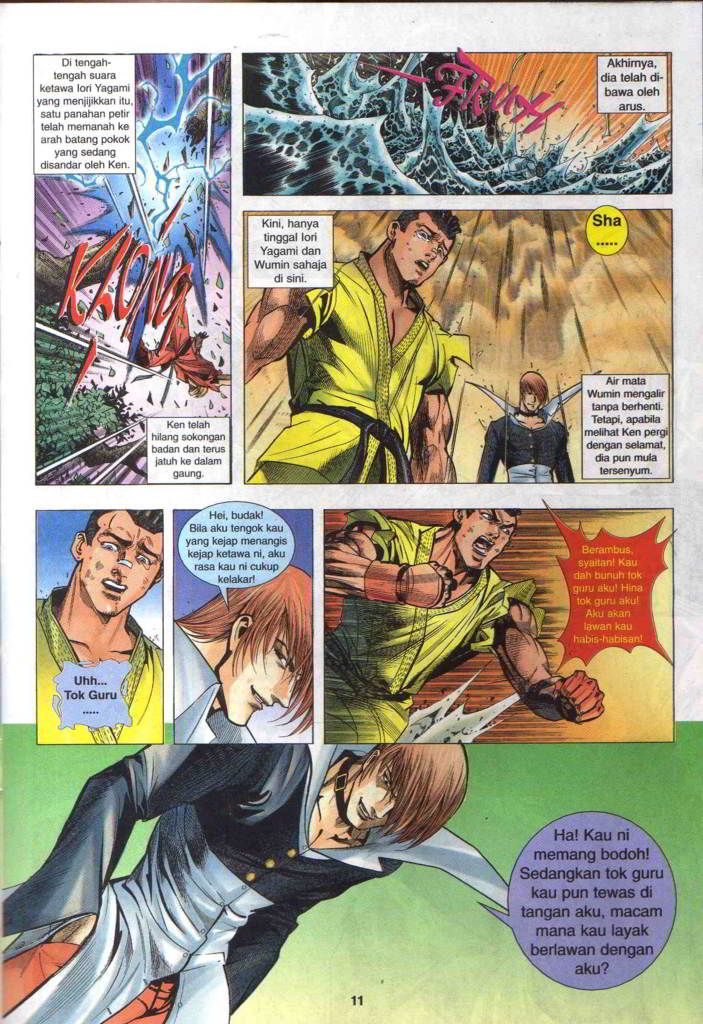 Di tengah-
tengah suara
ketawa Iori Yagami
yang menjijikkan itu,
satu panahan petir
telah memanah ke
arah batang pokok
yang sedang
disandar oleh Ken.
KLONG
Ken telah
hilang sokongan
badan dan terus
jatuh ke dalam
gaung.
Akhirnya,
dia telah di-
bawa oleh
arus.
Kini, hanya
tinggal Iori
Yagami dan
Wumin sahaja
di sini.
Sha
.....
Air mata
Wumin mengalir
tanpa berhenti.
Tetapi, apabila
melihat Ken pergi
dengan selamat,
dia pun mula
tersenyum.
Uhh...
Tok Guru
.....
Hei, budak!
Bila aku tengok kau
yang kejap menangis
kejap ketawa ni, aku
rasa kau ni cukup
kelakar!
Berambus,
syaitan! Kau
dah bunuh tok
guru aku! Hina
tok guru aku!
Aku akan
lawan kau
habis-habisan!
Ha! Kau ni
memang bodoh!
Sedangkan tok guru
kau pun tewas di
tangan aku, macam
mana kau layak
berlawan dengan
aku?
11